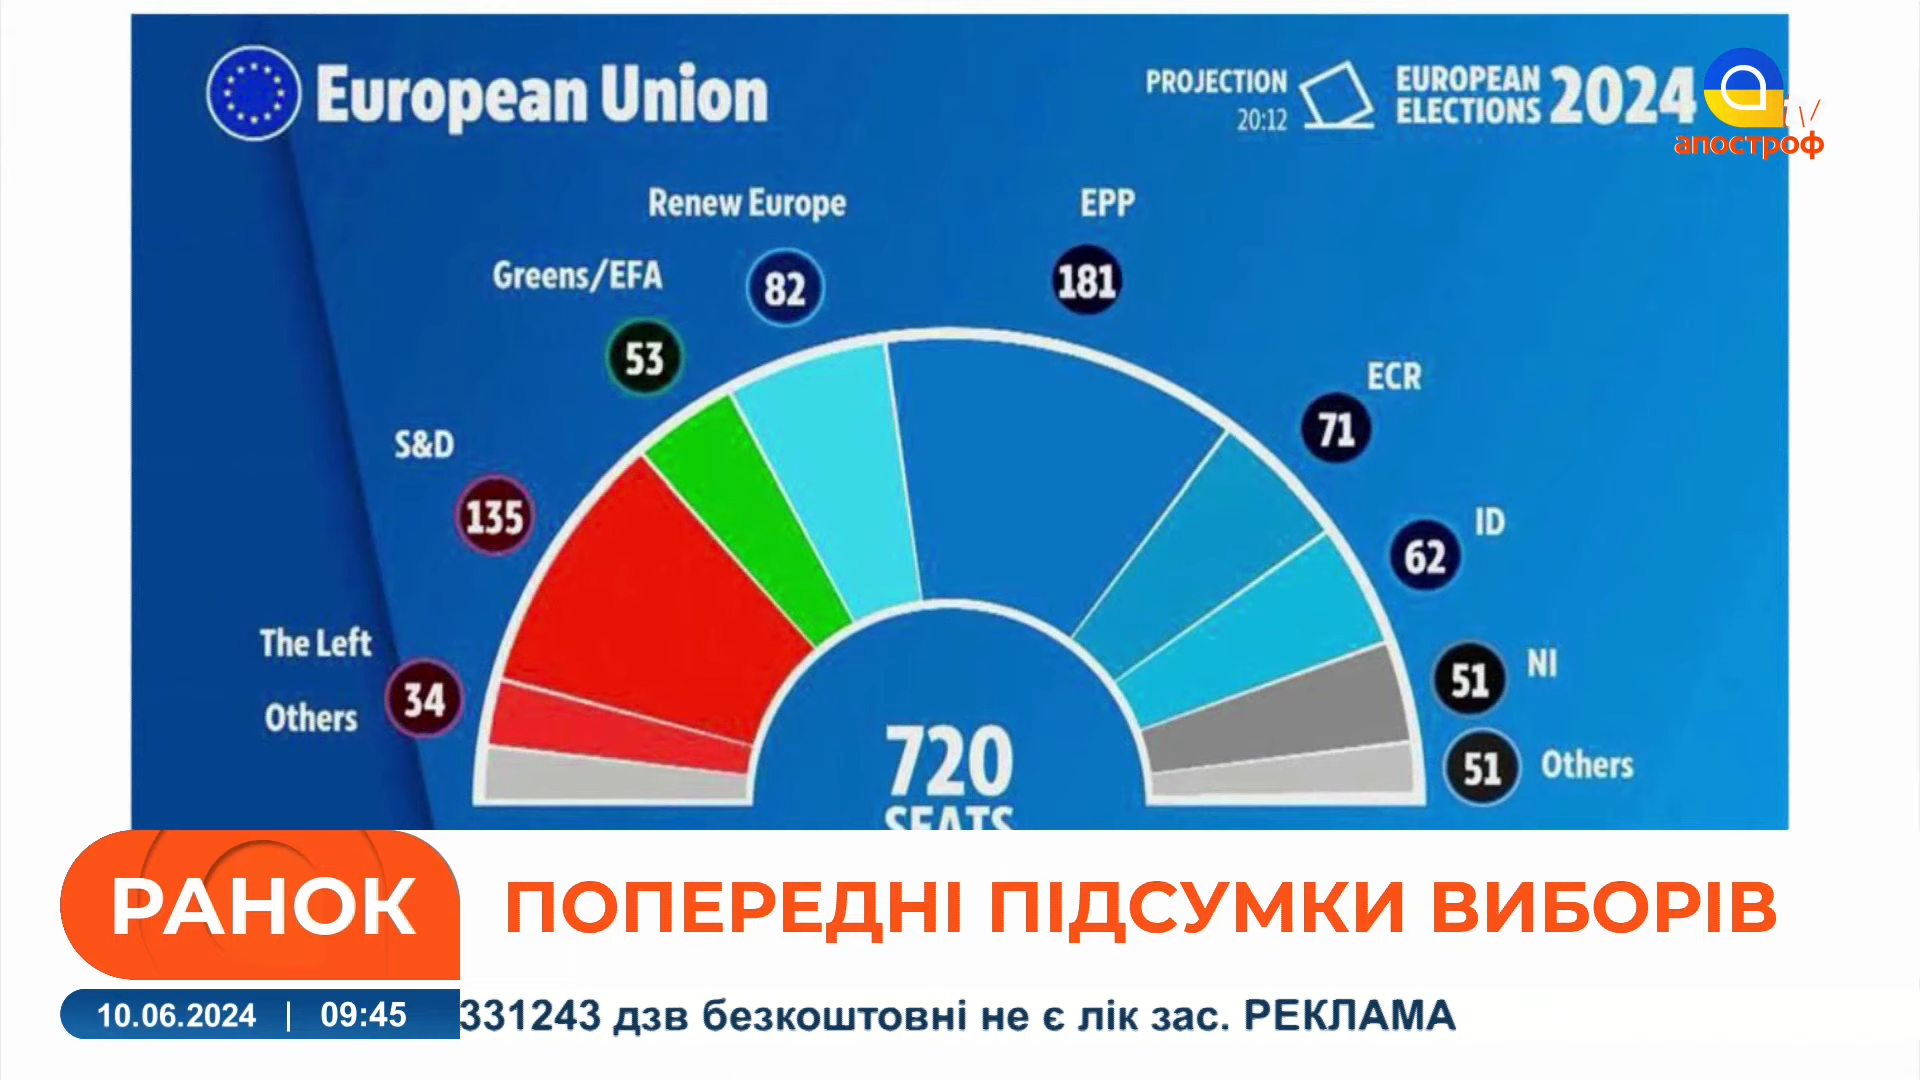 European Union
PROJECTION
20:12
EUROPEAN
ELECTIONS
2024
tv
апостроф
Renew Europe
82
EPP
181
Greens/EFA
53
ECR
71
S&D
135
ID
62
The Left
34
Others
NI
51
Others
51
720
SEATS
РАНОК
ПОПЕРЕДНІ ПІДСУМКИ ВИБОРІВ
10.06.2024 | 09:45
331243 дзв безкоштовні не є лік зас. РЕКЛАМА